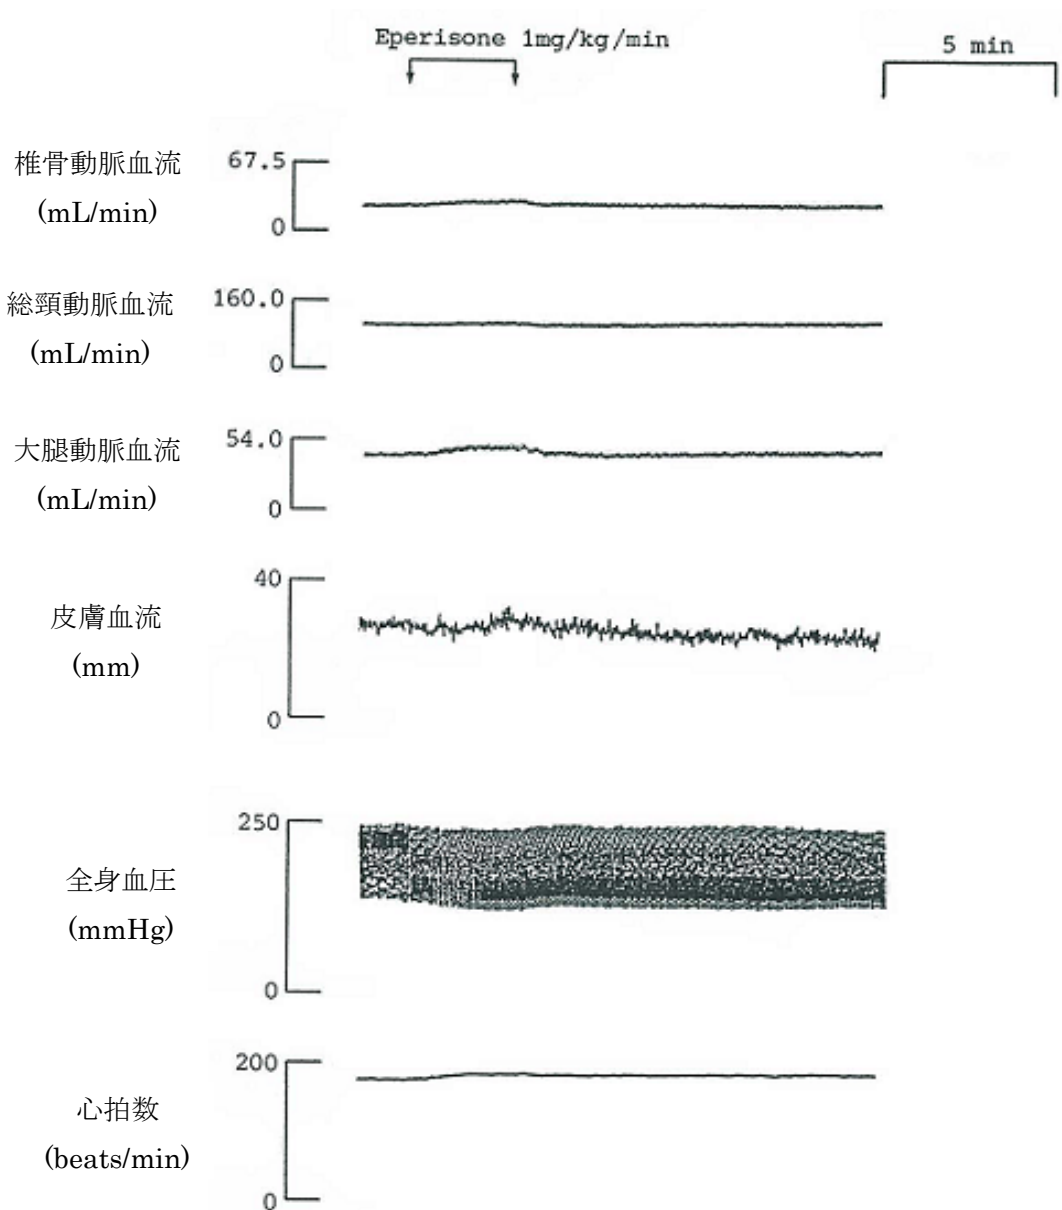 Eperisone 1mg/kg/min
5 min
椎骨動脈血流
(mL/min)
67.5
0
総頸動脈血流
(mL/min)
160.0
0
大腿動脈血流
(mL/min)
54.0
0
皮膚血流
(mm)
40
0
全身血圧
(mmHg)
250
0
心拍数
(beats/min)
200
0